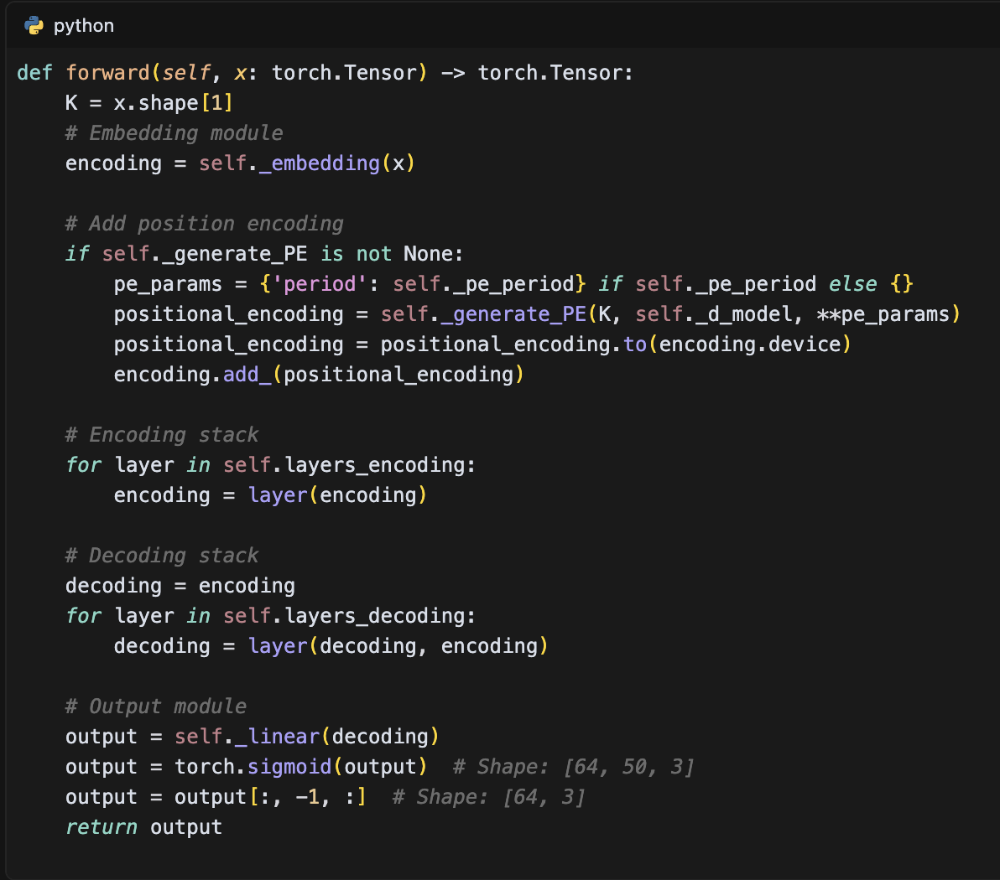 python
def forward(self, x: torch.Tensor) -> torch.Tensor:
    K = x.shape[1]
    # Embedding module
    encoding = self._embedding(x)

    # Add position encoding
    if self._generate_PE is not None:
        pe_params = {'period': self._pe_period} if self._pe_period else {}
        positional_encoding = self._generate_PE(K, self._d_model, **pe_params)
        positional_encoding = positional_encoding.to(encoding.device)
        encoding.add_(positional_encoding)

    # Encoding stack
    for layer in self.layers_encoding:
        encoding = layer(encoding)

    # Decoding stack
    decoding = encoding
    for layer in self.layers_decoding:
        decoding = layer(decoding, encoding)

    # Output module
    output = self._linear(decoding)
    output = torch.sigmoid(output)  # Shape: [64, 50, 3]
    output = output[:, -1, :]  # Shape: [64, 3]
    return output